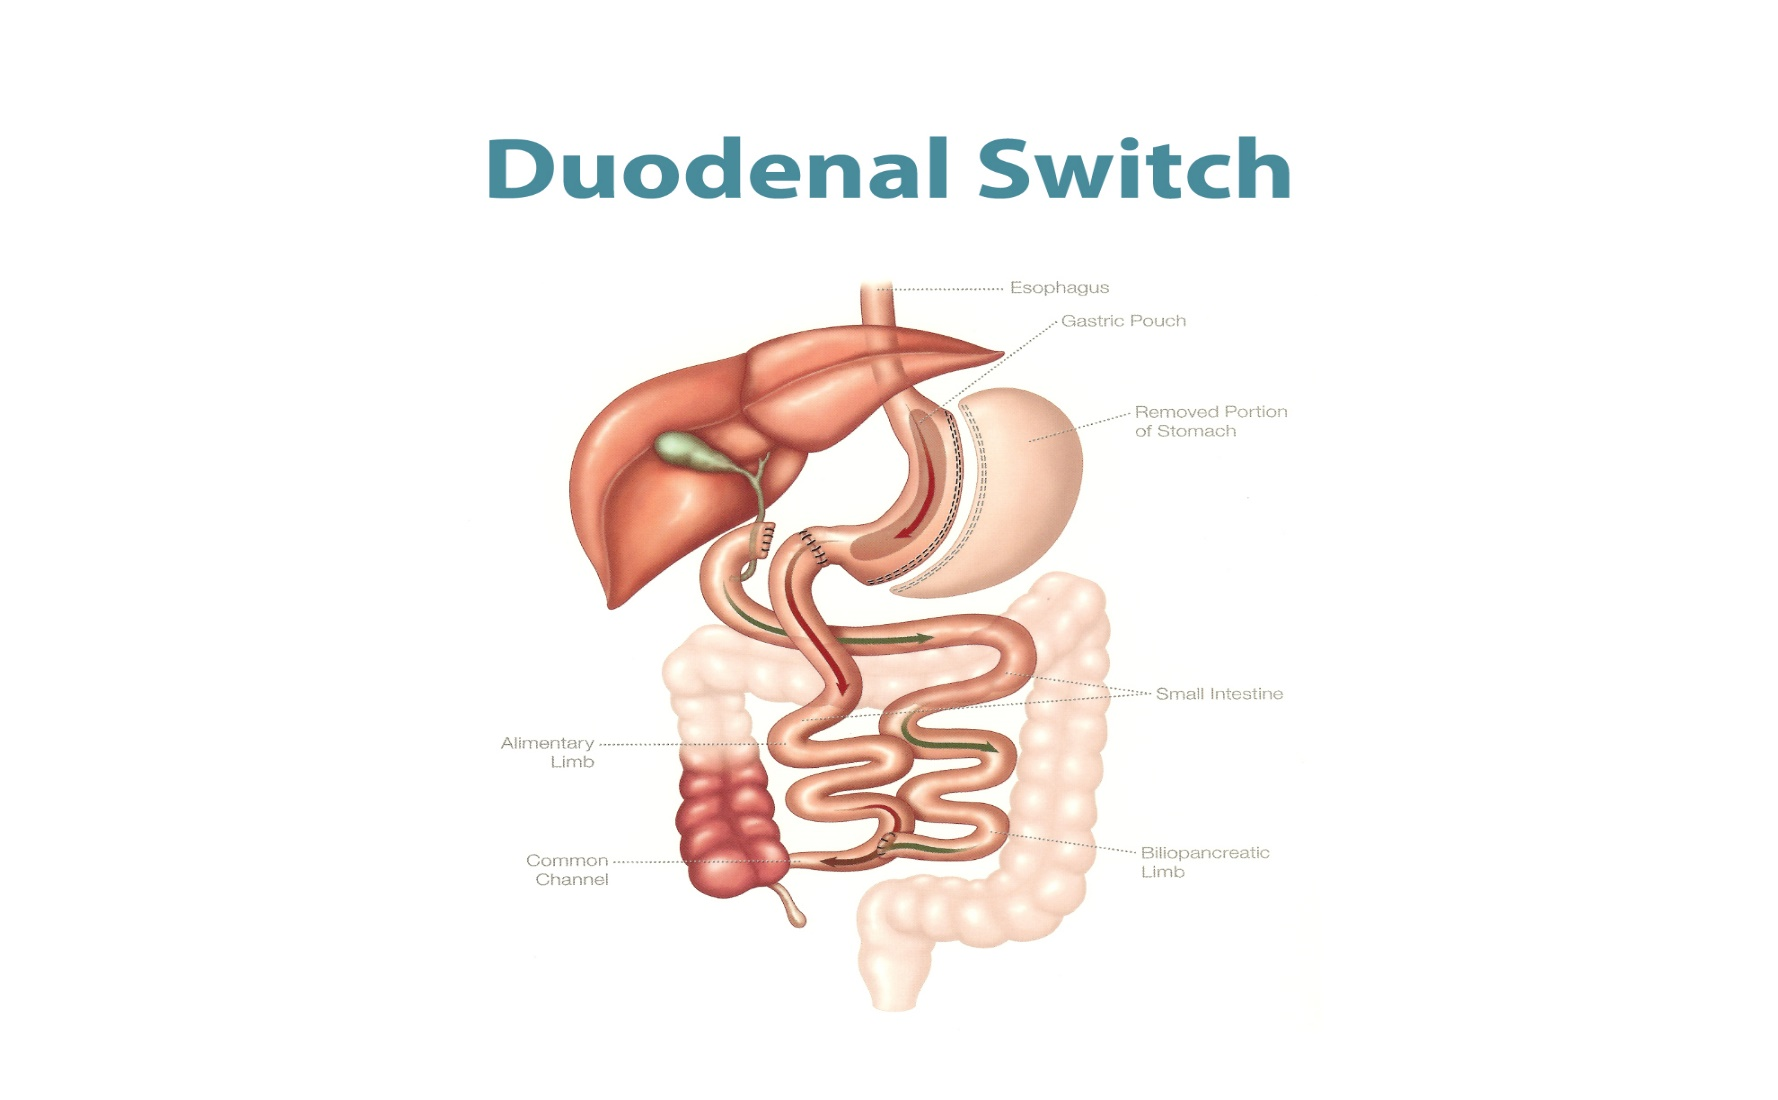 Duodenal Switch
Esophagus
Gastric Pouch
Removed Portion
of Stomach
Small Intestine
Alimentary
Limb
Biliopancreatic
Limb
Common
Channel